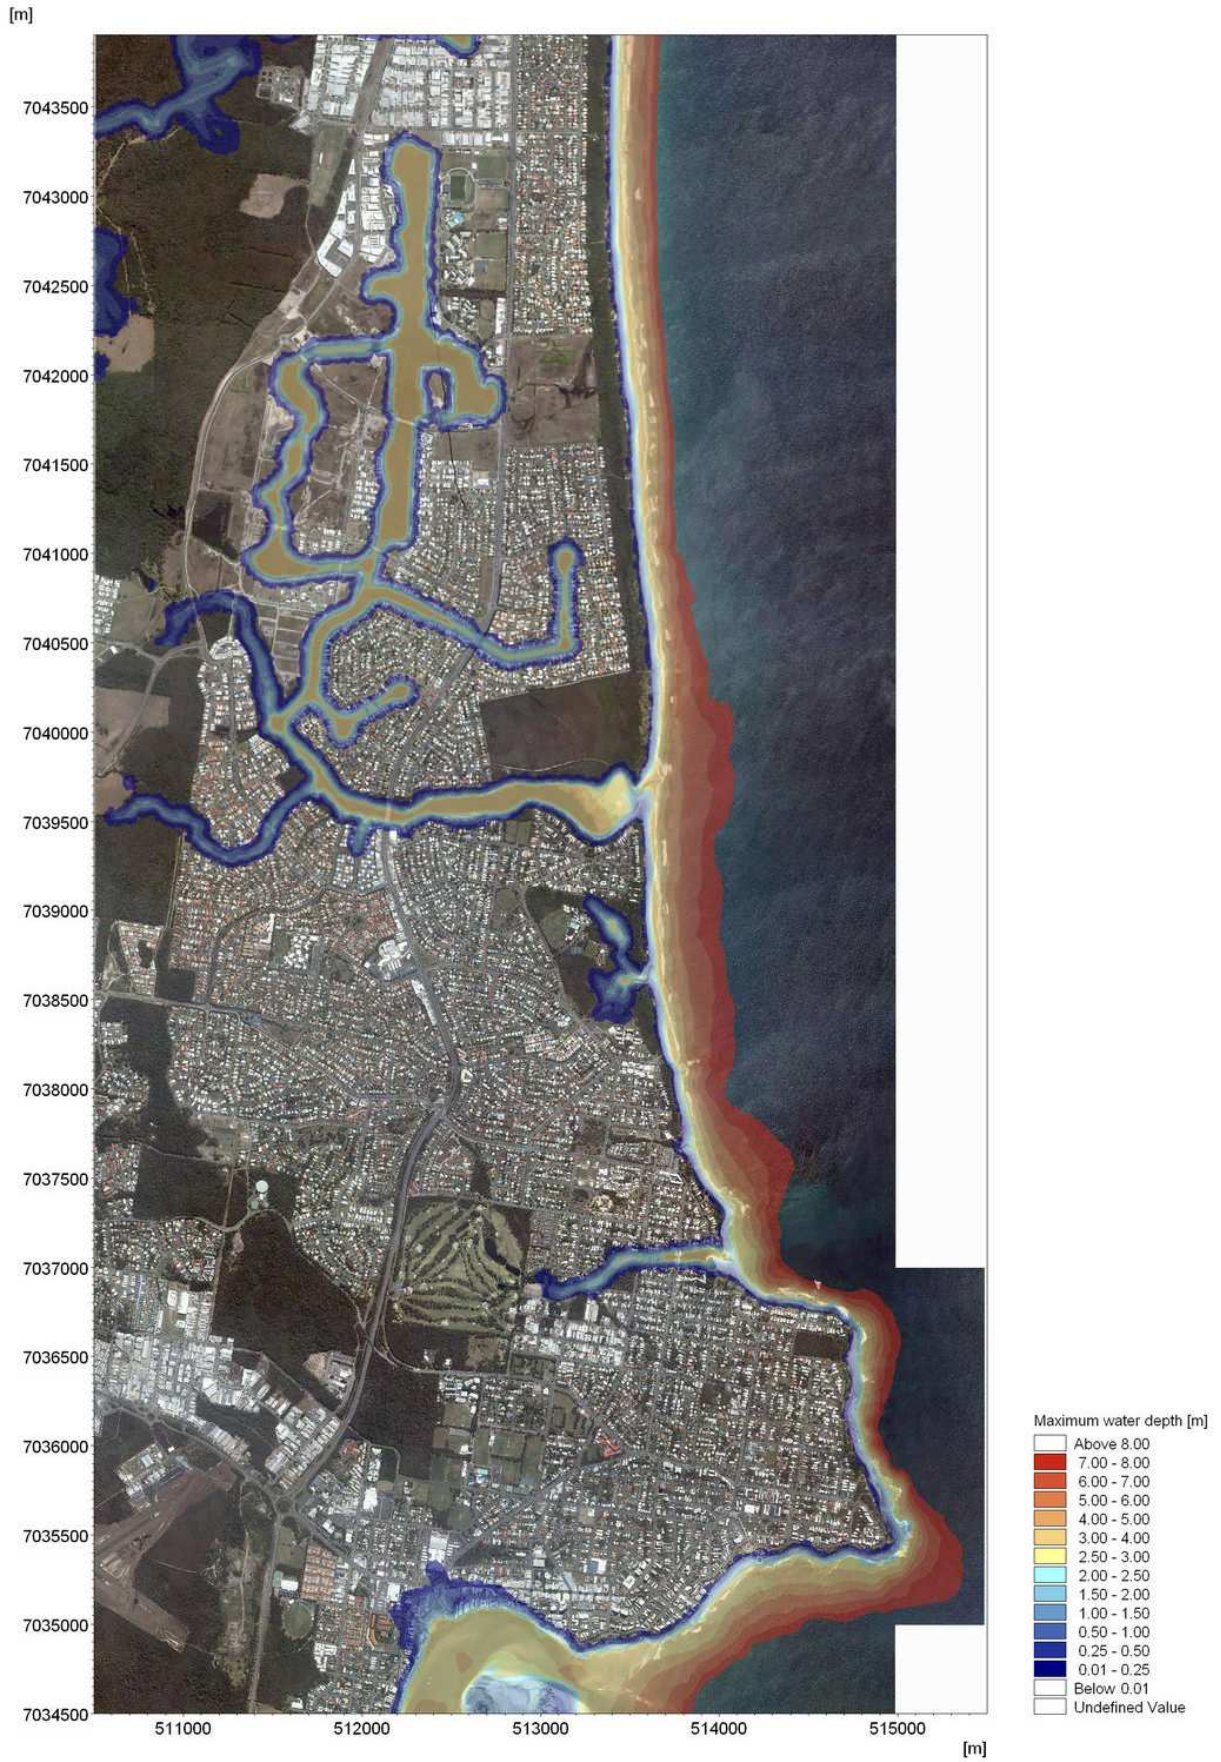 [m]
7043500
7043000
7042500
7042000
7041500
7041000
7040500
7040000
7039500
7039000
7038500
7038000
7037500
7037000
7036500
7036000
7035500
7035000
7034500
511000 512000 513000 514000 515000
[m]
Maximum water depth [m]
Above 8.00
7.00 - 8.00
6.00 - 7.00
5.00 - 6.00
4.00 - 5.00
3.00 - 4.00
2.50 - 3.00
2.00 - 2.50
1.50 - 2.00
1.00 - 1.50
0.50 - 1.00
0.25 - 0.50
0.01 - 0.25
Below 0.01
Undefined Value